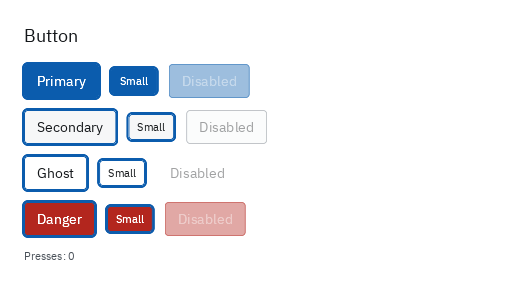 Button
Primary Small Disabled
Secondary Small Disabled
Ghost Small Disabled
Danger Small Disabled
Presses: 0